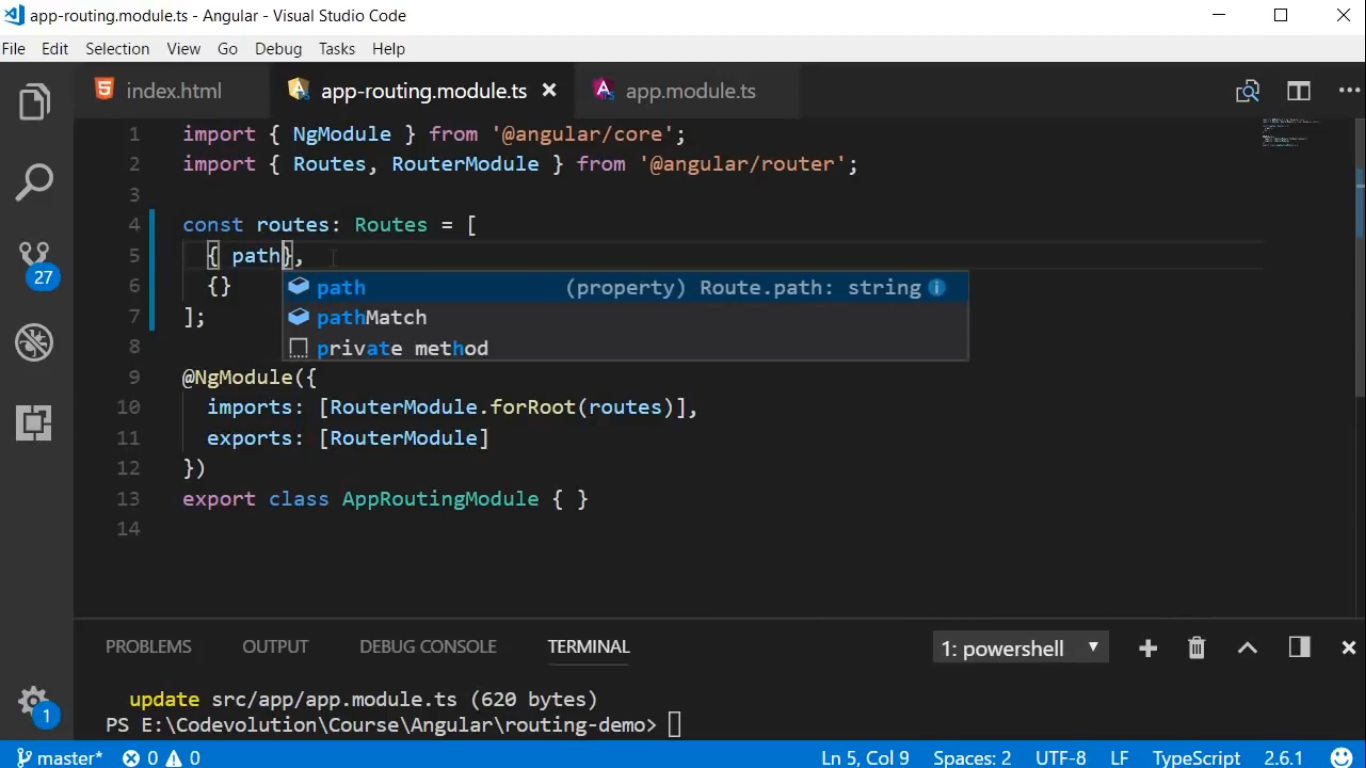 app-routing.module.ts - Angular - Visual Studio Code
File Edit Selection View Go Debug Tasks Help
index.html app-routing.module.ts app.module.ts
1 import { NgModule } from '@angular/core';
2 import { Routes, RouterModule } from '@angular/router';
3
4 const routes: Routes = [
5 { path},
6 {}
path (property) Route.path: string
7 ];
pathMatch
8
private method
9 @NgModule({
10 imports: [RouterModule.forRoot(routes)],
11 exports: [RouterModule]
12 })
13 export class AppRoutingModule { }
14
27
PROBLEMS OUTPUT DEBUG CONSOLE TERMINAL 1: powershell
update src/app/app.module.ts (620 bytes)
PS E:\Codevolution\Course\Angular\routing-demo>
1
master* 0 0 Ln 5, Col 9 Spaces: 2 UTF-8 LF TypeScript 2.6.1